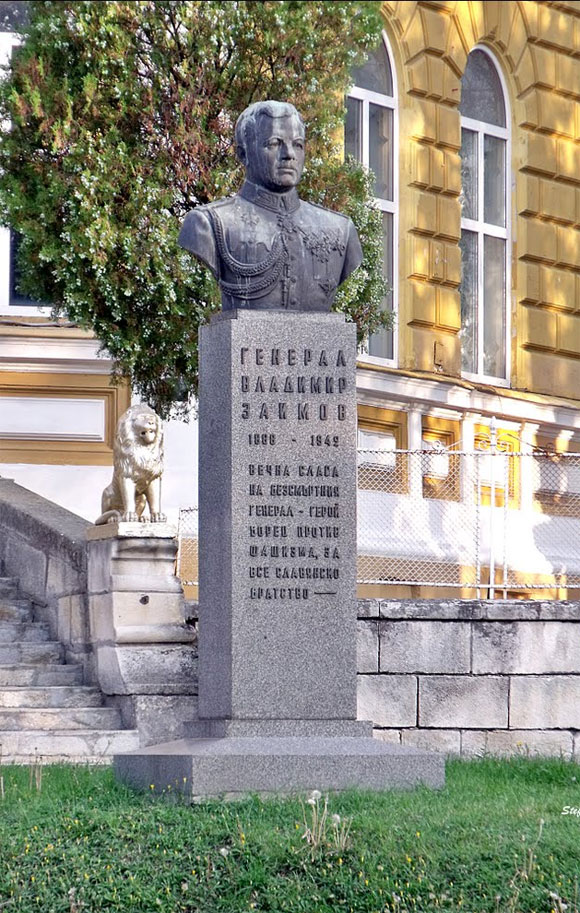 ГЕНЕРАЛ
ВЛАДИМИР
ЗАИМОВ
1888 - 1942
ВЕЧНА СЛАВА
НА БЕЗСМЪРТНИЯ
ГЕНЕРАЛ - ГЕРОЙ
БОРЕЦ ПРОТИВ
ФАШИЗМА, ЗА
ВСЕ СЛАВЯНСКО
БРАТСТВО —